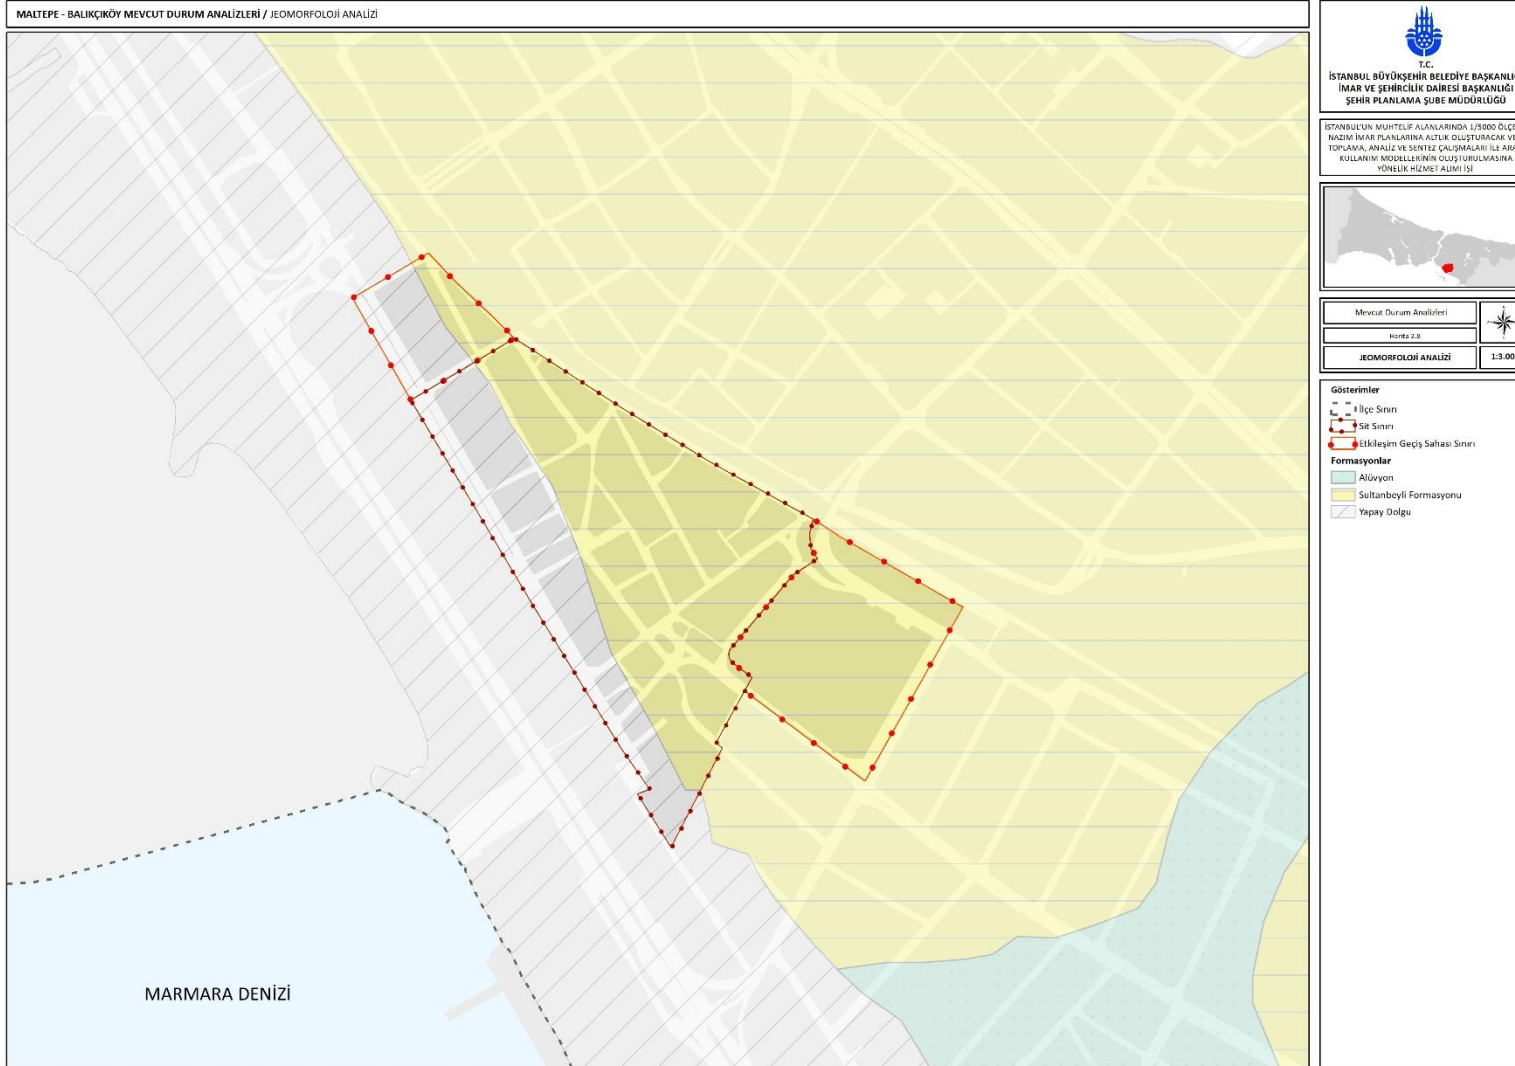 MALTEPE - BALIKÇIKÖY MEVCUT DURUM ANALİZLERİ / JEOMORFOLOJİ ANALİZİ
MARMARA DENİZİ
T.C.
İSTANBUL BÜYÜKŞEHİR BELEDİYE BAŞKANLI
İMAR VE ŞEHİRCİLİK DAİRESİ BAŞKANLIĞI
ŞEHİR PLANLAMA ŞUBE MÜDÜRLÜĞÜ
İSTANBUL'UN MUHTELİF ALANLARINDA 1/5000 ÖLÇE
NAZIM İMAR PLANLARINA ALTLIK OLUŞTURACAK VE
TOPLAMA, ANALİZ VE SENTEZ ÇALIŞMALARI İLE ARA
KULLANIM MODELLERİNİN OLUŞTURULMASINA
YÖNELİK HİZMET ALIMI İŞİ
Mevcut Durum Analizleri
Harita 2.8
JEOMORFOLOJİ ANALİZİ 1:3.00
Gösterimler
İlçe Sınırı
Sit Sınırı
Etkileşim Geçiş Sahası Sınırı
Formasyonlar
Alüvyon
Sultanbeyli Formasyonu
Yapay Dolgu